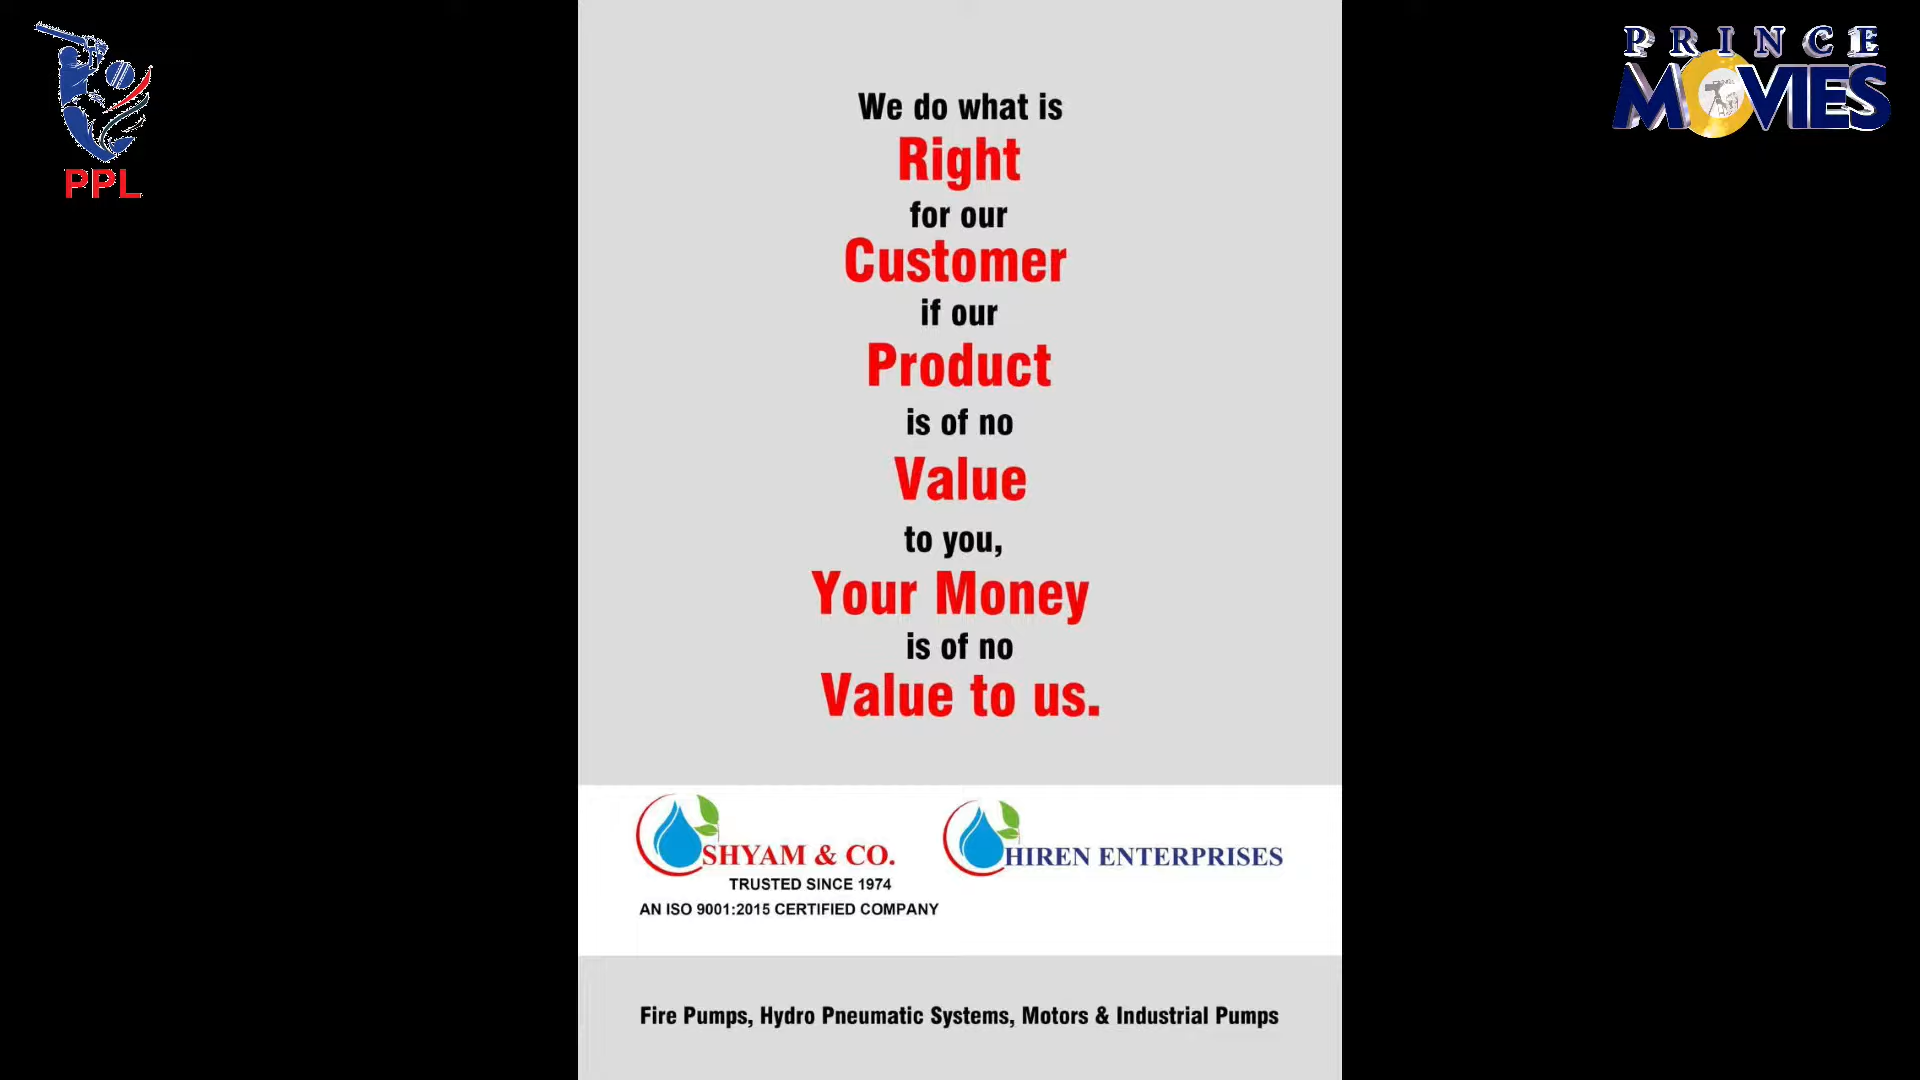 PPL
PRINCE
MOVIES
We do what is
Right
for our
Customer
if our
Product
is of no
Value
to you,
Your Money
is of no
Value to us.
SHYAM & CO.
TRUSTED SINCE 1974
AN ISO 9001:2015 CERTIFIED COMPANY
HIREN ENTERPRISES
Fire Pumps, Hydro Pneumatic Systems, Motors & Industrial Pumps